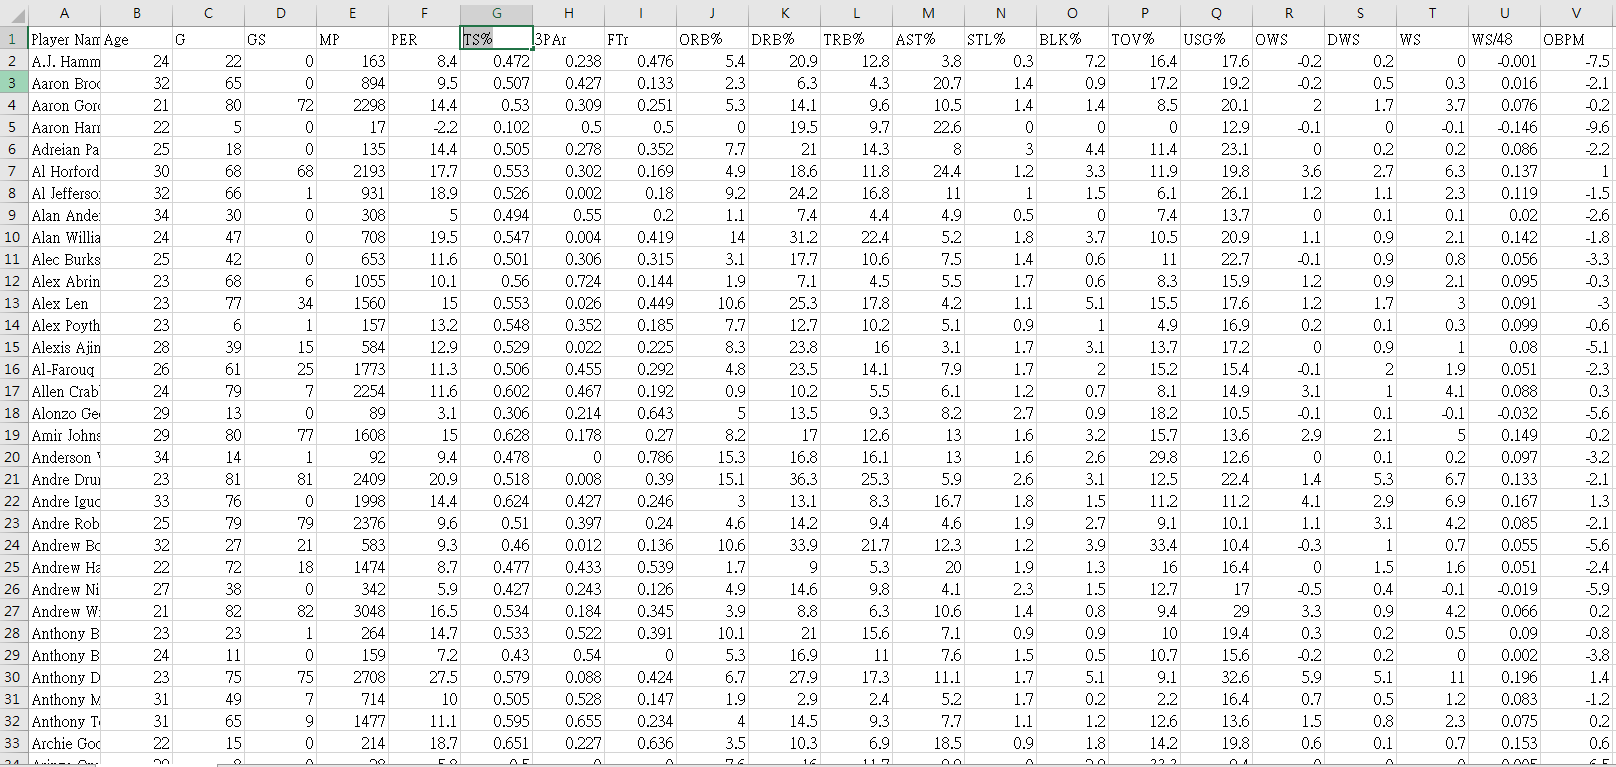 A B C D E F G H I J K L M N O P Q R S T U V
1 Player Nam Age G GS MP PER TS% 3PAr FTr ORB% DRB% TRB% AST% STL% BLK% TOV% USG% OWS DWS WS WS/48 OBPM
2 A.J. Hamm 24 22 0 163 8.4 0.472 0.238 0.476 5.4 20.9 12.8 3.8 0.3 7.2 16.4 17.6 -0.2 0.2 0 -0.001 -7.5
3 Aaron Broo 32 65 0 894 9.5 0.507 0.427 0.133 2.3 6.3 4.3 20.7 1.4 0.9 17.2 19.2 -0.2 0.5 0.3 0.016 -2.1
4 Aaron Gord 21 80 72 2298 14.4 0.53 0.309 0.251 5.3 14.1 9.6 10.5 1.4 1.4 8.5 20.1 2 1.7 3.7 0.076 -0.2
5 Aaron Harr 22 5 0 17 -2.2 0.102 0.5 0.5 0 19.5 9.7 22.6 0 0 0 12.9 -0.1 0 -0.1 -0.146 -9.6
6 Adreian Pa 25 18 0 135 14.4 0.505 0.278 0.352 7.7 21 14.3 8 3 4.4 11.4 23.1 0 0.2 0.2 0.086 -2.2
7 Al Horford 30 68 68 2193 17.7 0.553 0.302 0.169 4.9 18.6 11.8 24.4 1.2 3.3 11.9 19.8 3.6 2.7 6.3 0.137 1
8 Al Jefferso 32 66 1 931 18.9 0.526 0.002 0.18 9.2 24.2 16.8 11 1 1.5 6.1 26.1 1.2 1.1 2.3 0.119 -1.5
9 Alan Ande 34 30 0 308 5 0.494 0.55 0.2 1.1 7.4 4.4 4.9 0.5 0 7.4 13.7 0 0.1 0.1 0.02 -2.6
10 Alan Willia 24 47 0 708 19.5 0.547 0.004 0.419 14 31.2 22.4 5.2 1.8 3.7 10.5 20.9 1.1 0.9 2.1 0.142 -1.8
11 Alec Burks 25 42 0 653 11.6 0.501 0.306 0.315 3.1 17.7 10.6 7.5 1.4 0.6 11 22.7 -0.1 0.9 0.8 0.056 -3.3
12 Alex Abrin 23 68 6 1055 10.1 0.56 0.724 0.144 1.9 7.1 4.5 5.5 1.7 0.6 8.3 15.9 1.2 0.9 2.1 0.095 -0.3
13 Alex Len 23 77 34 1560 15 0.553 0.026 0.449 10.6 25.3 17.8 4.2 1.1 5.1 15.5 17.6 1.2 1.7 3 0.091 -3
14 Alex Poyth 23 6 1 157 13.2 0.548 0.352 0.185 7.7 12.7 10.2 5.1 0.9 1 4.9 16.9 0.2 0.1 0.3 0.099 -0.6
15 Alexis Ajin 28 39 15 584 12.9 0.529 0.022 0.225 8.3 23.8 16 3.1 1.7 3.1 13.7 17.2 0 0.9 1 0.08 -5.1
16 Al-Farouq 26 61 25 1773 11.3 0.506 0.455 0.292 4.8 23.5 14.1 7.9 1.7 2 15.2 15.4 -0.1 2 1.9 0.051 -2.3
17 Allen Crab 24 79 7 2254 11.6 0.602 0.467 0.192 0.9 10.2 5.5 6.1 1.2 0.7 8.1 14.9 3.1 1 4.1 0.088 0.3
18 Alonzo Ge 29 13 0 89 3.1 0.306 0.214 0.643 5 13.5 9.3 8.2 2.7 0.9 18.2 10.5 -0.1 0.1 -0.1 -0.032 -5.6
19 Amir Johns 29 80 77 1608 15 0.628 0.178 0.27 8.2 17 12.6 13 1.6 3.2 15.7 13.6 2.9 2.1 5 0.149 -0.2
20 Anderson 34 14 1 92 9.4 0.478 0 0.786 15.3 16.8 16.1 13 1.6 2.6 29.8 12.6 0 0.1 0.2 0.097 -3.2
21 Andre Dru 23 81 81 2409 20.9 0.518 0.008 0.39 15.1 36.3 25.3 5.9 2.6 3.1 12.5 22.4 1.4 5.3 6.7 0.133 -2.1
22 Andre Iguo 33 76 0 1998 14.4 0.624 0.427 0.246 3 13.1 8.3 16.7 1.8 1.5 11.2 11.2 4.1 2.9 6.9 0.167 1.3
23 Andre Rob 25 79 79 2376 9.6 0.51 0.397 0.24 4.6 14.2 9.4 4.6 1.9 2.7 9.1 10.1 1.1 3.1 4.2 0.085 -2.1
24 Andrew Bo 32 27 21 583 9.3 0.46 0.012 0.136 10.6 33.9 21.7 12.3 1.2 3.9 33.4 10.4 -0.3 1 0.7 0.055 -5.6
25 Andrew Ha 22 72 18 1474 8.7 0.477 0.433 0.539 1.7 9 5.3 20 1.9 1.3 16 16.4 0 1.5 1.6 0.051 -2.4
26 Andrew Ni 27 38 0 342 5.9 0.427 0.243 0.126 4.9 14.6 9.8 4.1 2.3 1.5 12.7 17 -0.5 0.4 -0.1 -0.019 -5.9
27 Andrew W 21 82 82 3048 16.5 0.534 0.184 0.345 3.9 8.8 6.3 10.6 1.4 0.8 9.4 29 3.3 0.9 4.2 0.066 0.2
28 Anthony B 23 23 1 264 14.7 0.533 0.522 0.391 10.1 21 15.6 7.1 0.9 0.9 10 19.4 0.3 0.2 0.5 0.09 -0.8
29 Anthony B 24 11 0 159 7.2 0.43 0.54 0 5.3 16.9 11 7.6 1.5 0.5 10.7 15.6 -0.2 0.2 0 0.002 -3.8
30 Anthony D 23 75 75 2708 27.5 0.579 0.088 0.424 6.7 27.9 17.3 11.1 1.7 5.1 9.1 32.6 5.9 5.1 11 0.196 1.4
31 Anthony M 31 49 7 714 10 0.505 0.528 0.147 1.9 2.9 2.4 5.2 1.7 0.2 2.2 16.4 0.7 0.5 1.2 0.083 -1.2
32 Anthony T 31 65 9 1477 11.1 0.595 0.655 0.234 4 14.5 9.3 7.7 1.1 1.2 12.6 13.6 1.5 0.8 2.3 0.075 0.2
33 Archie Goo 22 15 0 214 18.7 0.651 0.227 0.636 3.5 10.3 6.9 18.5 0.9 1.8 14.2 19.8 0.6 0.1 0.7 0.153 0.6